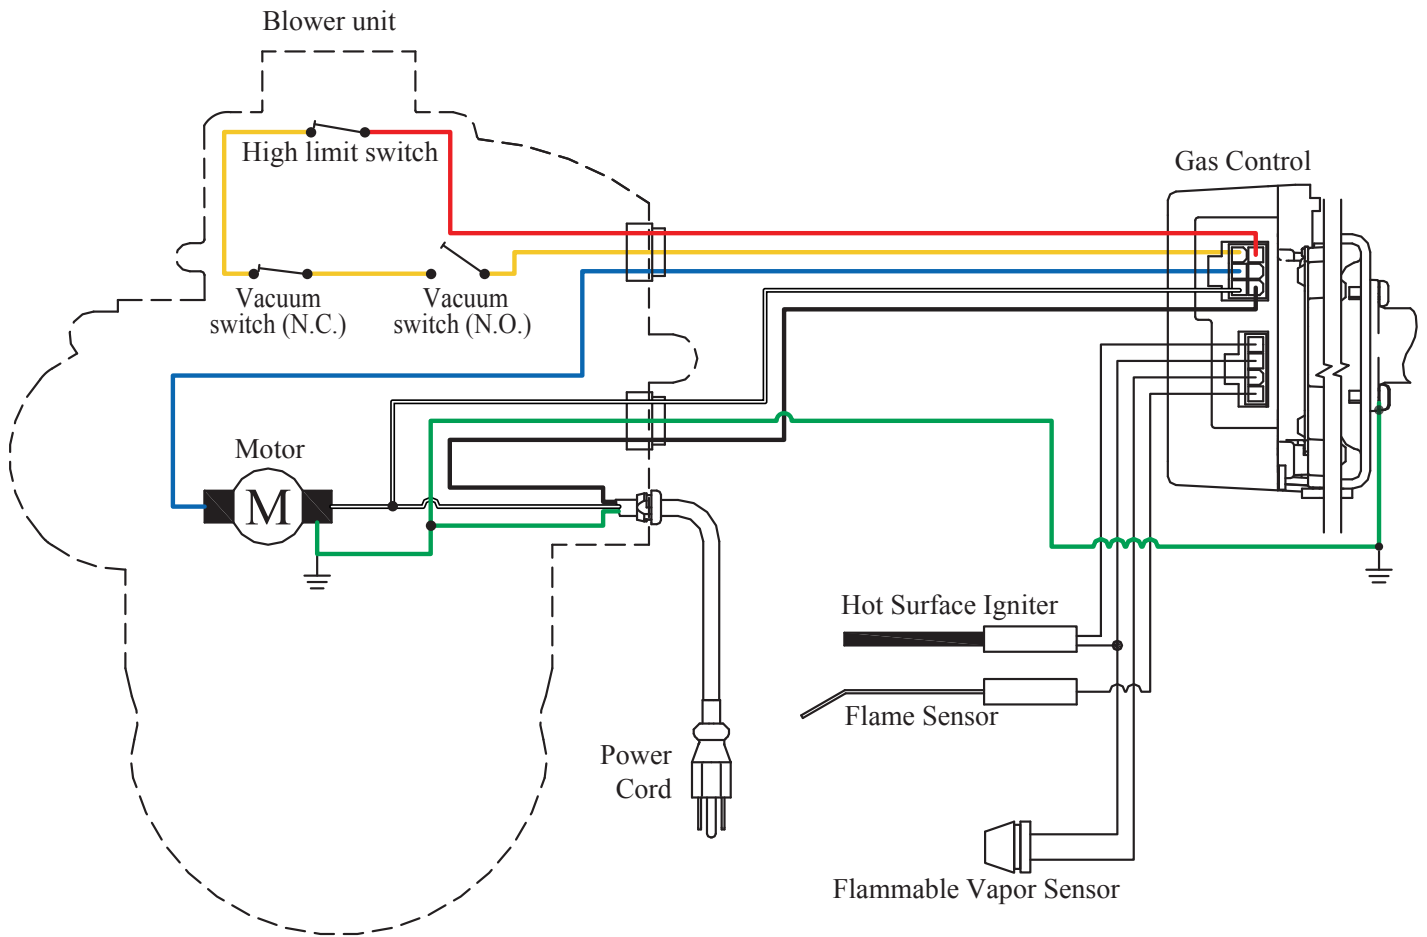 Blower unit
High limit switch
Gas Control
Vacuum
switch (N.C.)
Vacuum
switch (N.O.)
Motor
M
Hot Surface Igniter
Flame Sensor
Power
Cord
Flammable Vapor Sensor